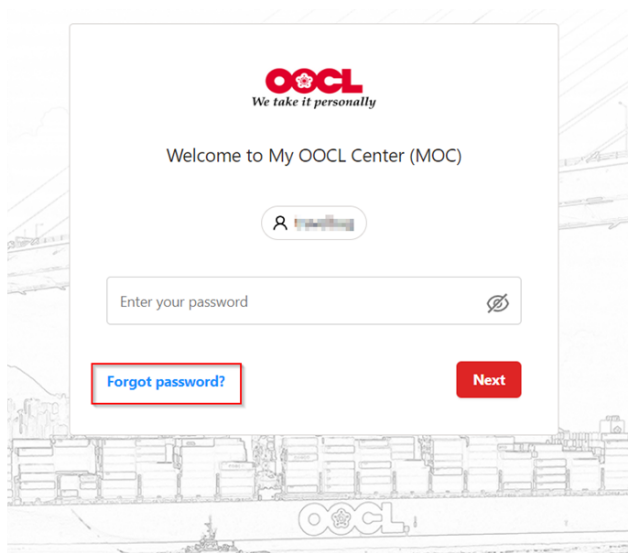 OOCL
We take it personally
Welcome to My OOCL Center (MOC)
Enter your password
Forgot password?
Next
OOCL